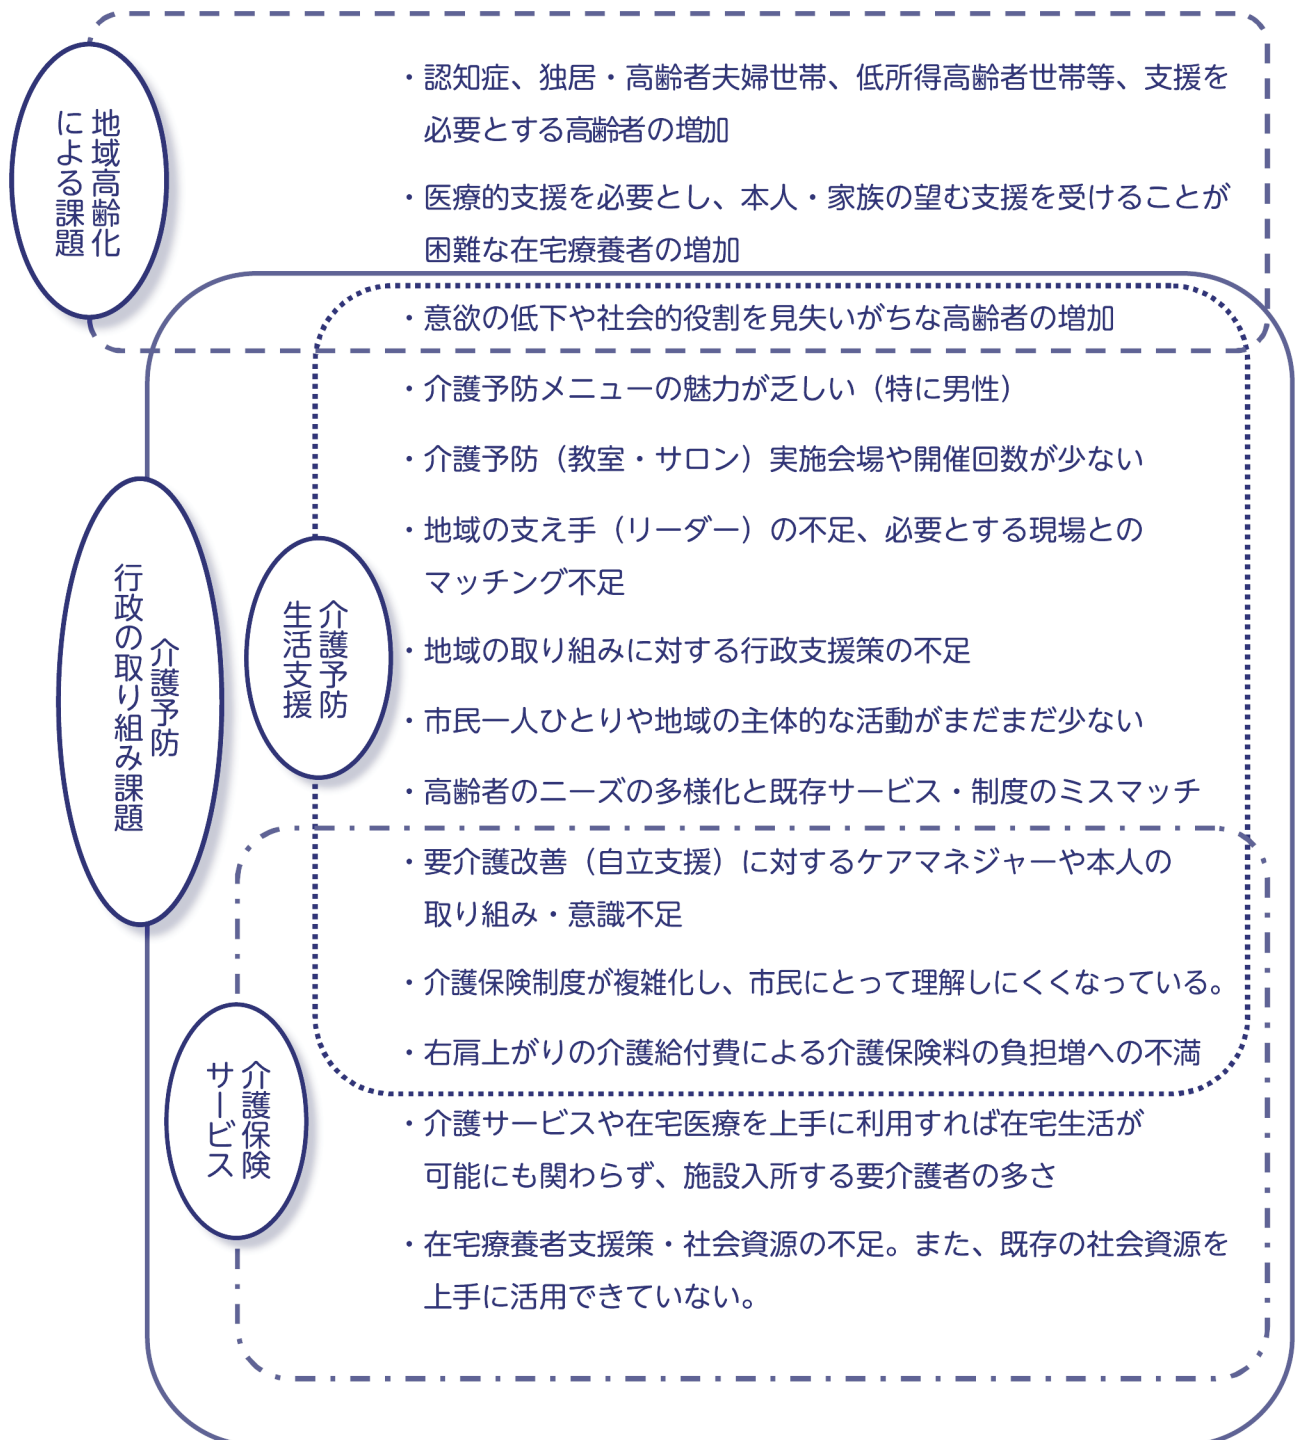 地域高齢化
による課題
・認知症、独居・高齢者夫婦世帯、低所得高齢者世帯等、支援を
必要とする高齢者の増加
・医療的支援を必要とし、本人・家族の望む支援を受けることが
困難な在宅療養者の増加
・意欲の低下や社会的役割を見失いがちな高齢者の増加
介護予防
行政の取り組み課題
介護予防
生活支援
・介護予防メニューの魅力が乏しい（特に男性）
・介護予防（教室・サロン）実施会場や開催回数が少ない
・地域の支え手（リーダー）の不足、必要とする現場との
マッチング不足
・地域の取り組みに対する行政支援策の不足
・市民一人ひとりや地域の主体的な活動がまだまだ少ない
・高齢者のニーズの多様化と既存サービス・制度のミスマッチ
・要介護改善（自立支援）に対するケアマネジャーや本人の
取り組み・意識不足
・介護保険制度が複雑化し、市民にとって理解しにくくなっている。
・右肩上がりの介護給付費による介護保険料の負担増への不満
介護保険
サービス
・介護サービスや在宅医療を上手に利用すれば在宅生活が
可能にも関わらず、施設入所する要介護者の多さ
・在宅療養者支援策・社会資源の不足。また、既存の社会資源を
上手に活用できていない。